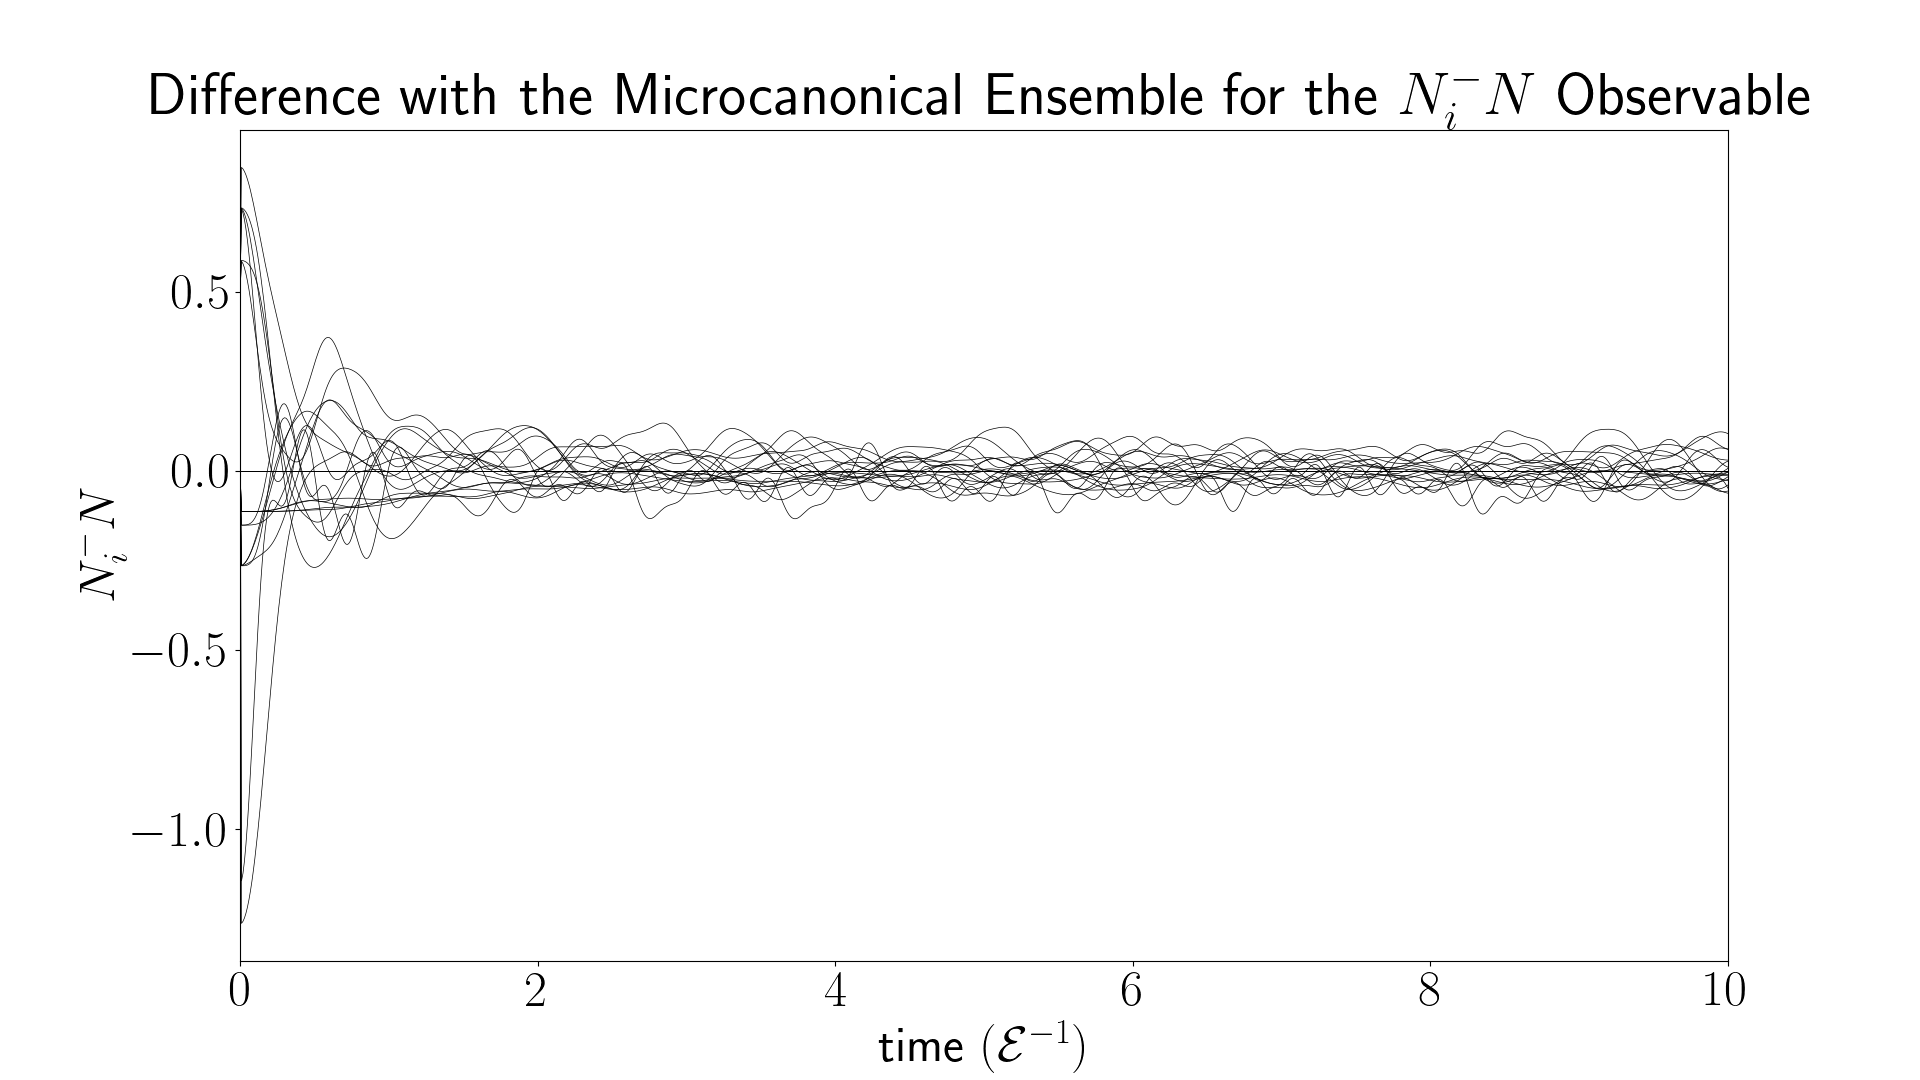 Difference with the Microcanonical Ensemble for the $N_i^- N$ Observable
$N_i^- N$
0.5
0.0
−0.5
−1.0
0 2 4 6 8 10
time ($\mathcal{E}^{-1}$)